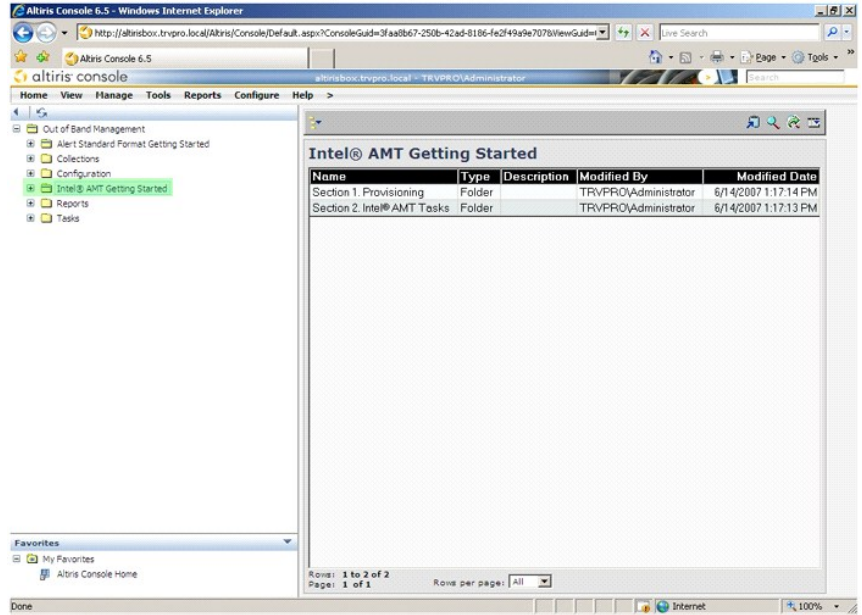 Altiris Console 6.5 - Windows Internet Explorer
http://altirisbox.trvpro.local/Altiris/Console/Default.aspx?ConsoleGuid=3faa8b67-250b-42ad-8186-fe2f49a9e707&ViewGuid=
Live Search
Altiris Console 6.5
Page
Tools
altiris console
altirisbox.trvpro.local - TRVPRO\Administrator
Search
Home View Manage Tools Reports Configure Help >
Out of Band Management
Alert Standard Format Getting Started
Collections
Configuration
Intel® AMT Getting Started
Reports
Tasks
Intel® AMT Getting Started
Name Type Description Modified By Modified Date
Section 1. Provisioning Folder TRVPRO\Administrator 6/14/2007 1:17:14 PM
Section 2. Intel® AMT Tasks Folder TRVPRO\Administrator 6/14/2007 1:17:13 PM
Favorites
My Favorites
Altiris Console Home
Rows: 1 to 2 of 2
Page: 1 of 1
Rows per page: All
Done
Internet
100%